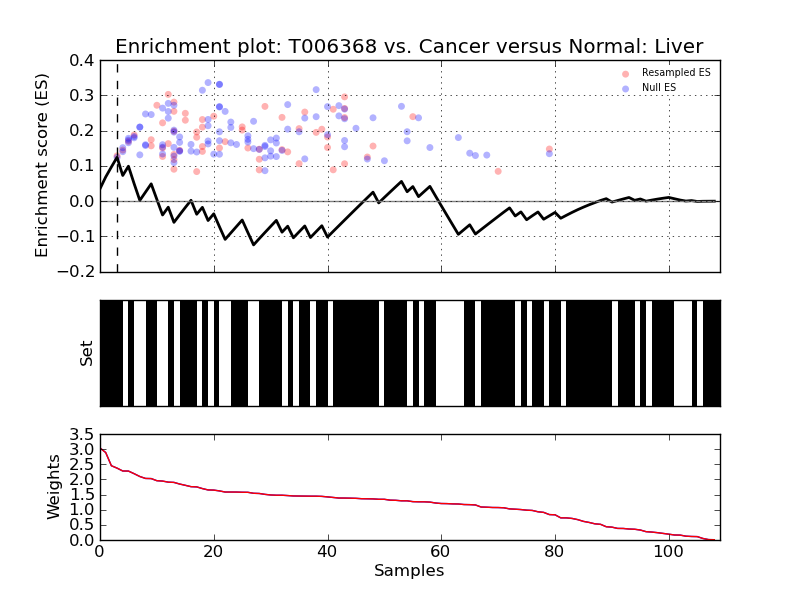 Enrichment plot: T006368 vs. Cancer versus Normal: Liver
0.4
0.3
0.2
0.1
0.0
−0.1
−0.2
Enrichment score (ES)
Resampled ES
Null ES
Set
3.5
3.0
2.5
2.0
1.5
1.0
0.5
0.0
Weights
0 20 40 60 80 100
Samples